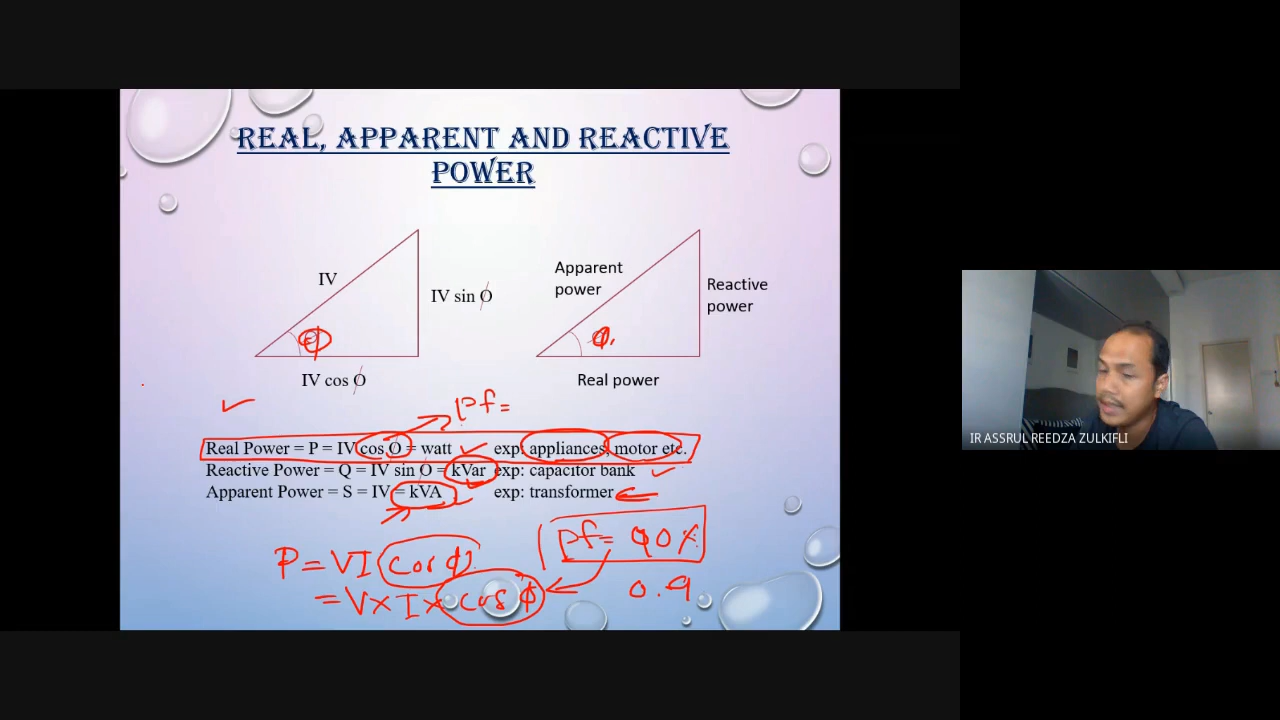 REAL, APPARENT AND REACTIVE
POWER
IV
IV sin Ø
IV cos Ø
Φ
Apparent
power
Reactive
power
Φ
Real power
pf=
Real Power = P = IV cos Ø = watt exp: appliances, motor etc.
Reactive Power = Q = IV sin Ø = kVar exp: capacitor bank
Apparent Power = S = IV = kVA exp: transformer
P = VI cos φ
= V × I × cos φ
pf = 90%
0.9
IR ASSRUL REEDZA ZULKIFLI